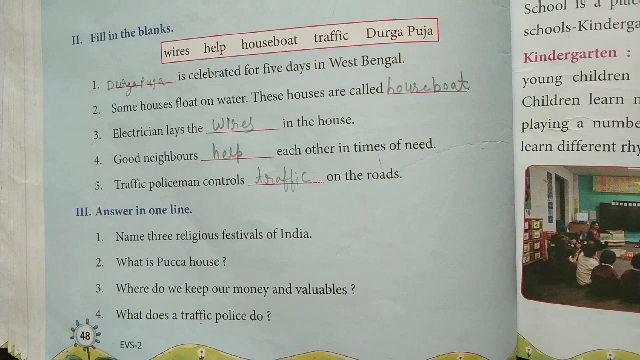 II. Fill in the blanks.
wires help houseboat traffic Durga Puja
1. Durga Puja is celebrated for five days in West Bengal.
2. Some houses float on water. These houses are called houseboat.
3. Electrician lays the wires in the house.
4. Good neighbours help each other in times of need.
5. Traffic policeman controls traffic on the roads.
III. Answer in one line.
1. Name three religious festivals of India.
2. What is Pucca house ?
3. Where do we keep our money and valuables ?
4. What does a traffic police do ?
48
EVS-2
School is a
schools-Kinderga
Kindergarten :
young children
Children learn
playing a numbe
learn different rhy